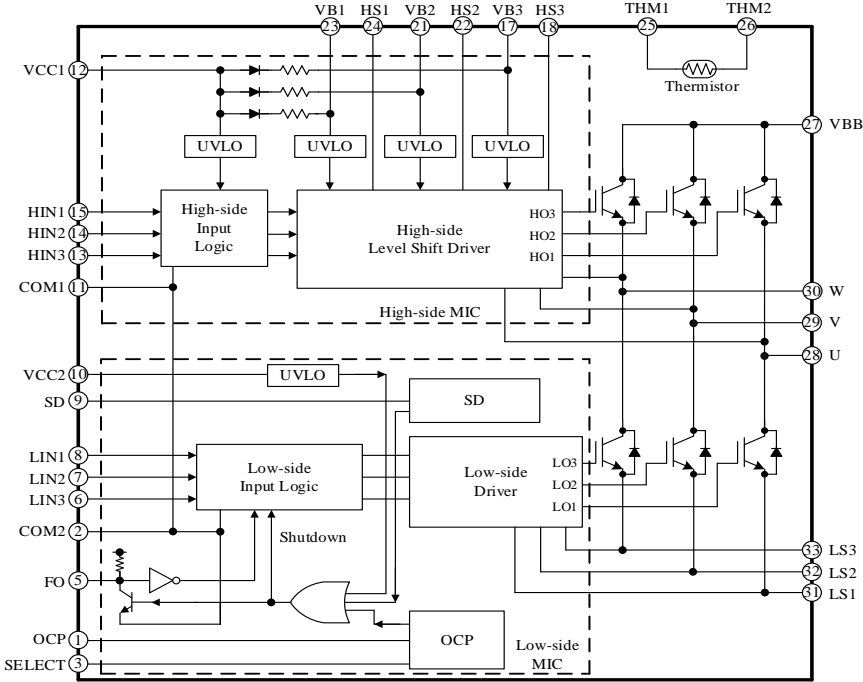 VB1 HS1 VB2 HS2 VB3 HS3 THM1 THM2
23 24 21 22 17 18 25 26
VCC1 12
Thermistor
27 VBB
UVLO UVLO UVLO UVLO
HIN1 15
HIN2 14
HIN3 13
COM1 11
High-side
Input
Logic
High-side
Level Shift Driver
HO3
HO2
HO1
High-side MIC
30 W
29 V
28 U
VCC2 10
UVLO
SD 9
SD
LIN1 8
LIN2 7
LIN3 6
COM2 2
Low-side
Input Logic
Low-side
Driver
LO3
LO2
LO1
Shutdown
33 LS3
32 LS2
31 LS1
FO 5
OCP 1
SELECT 3
OCP
Low-side
MIC